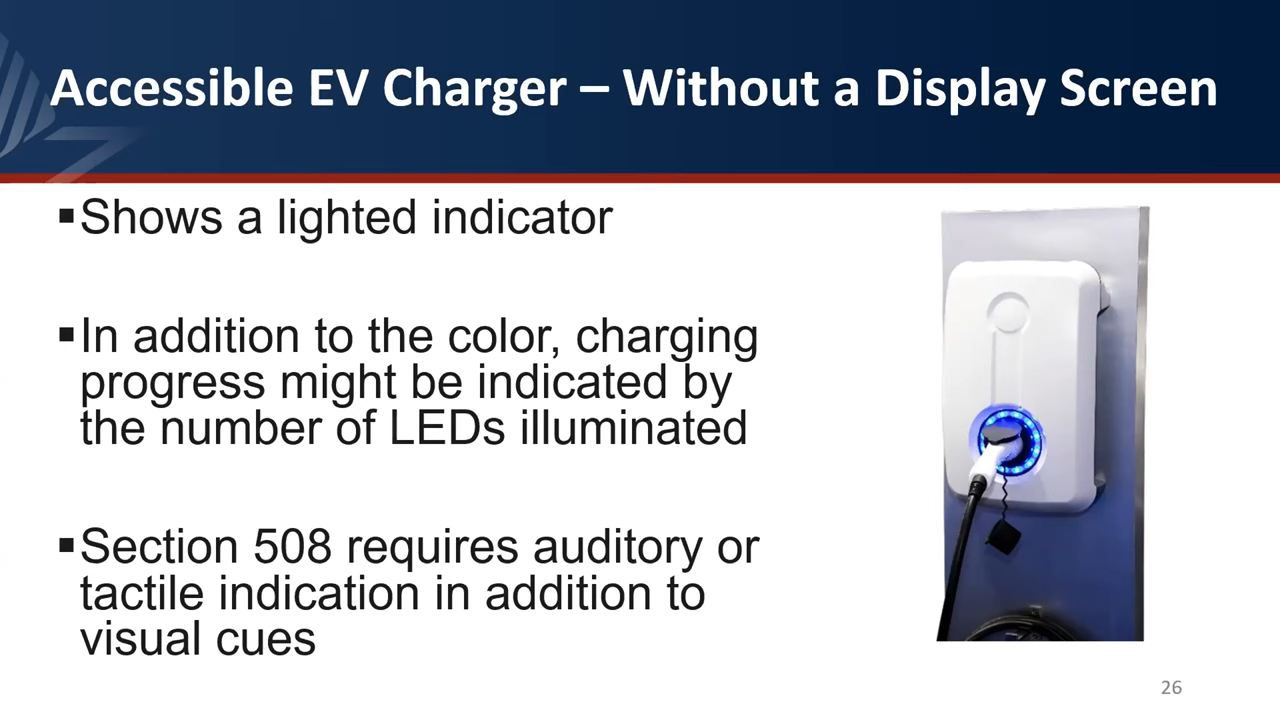 Accessible EV Charger – Without a Display Screen
▪Shows a lighted indicator
▪In addition to the color, charging
progress might be indicated by
the number of LEDs illuminated
▪Section 508 requires auditory or
tactile indication in addition to
visual cues
26